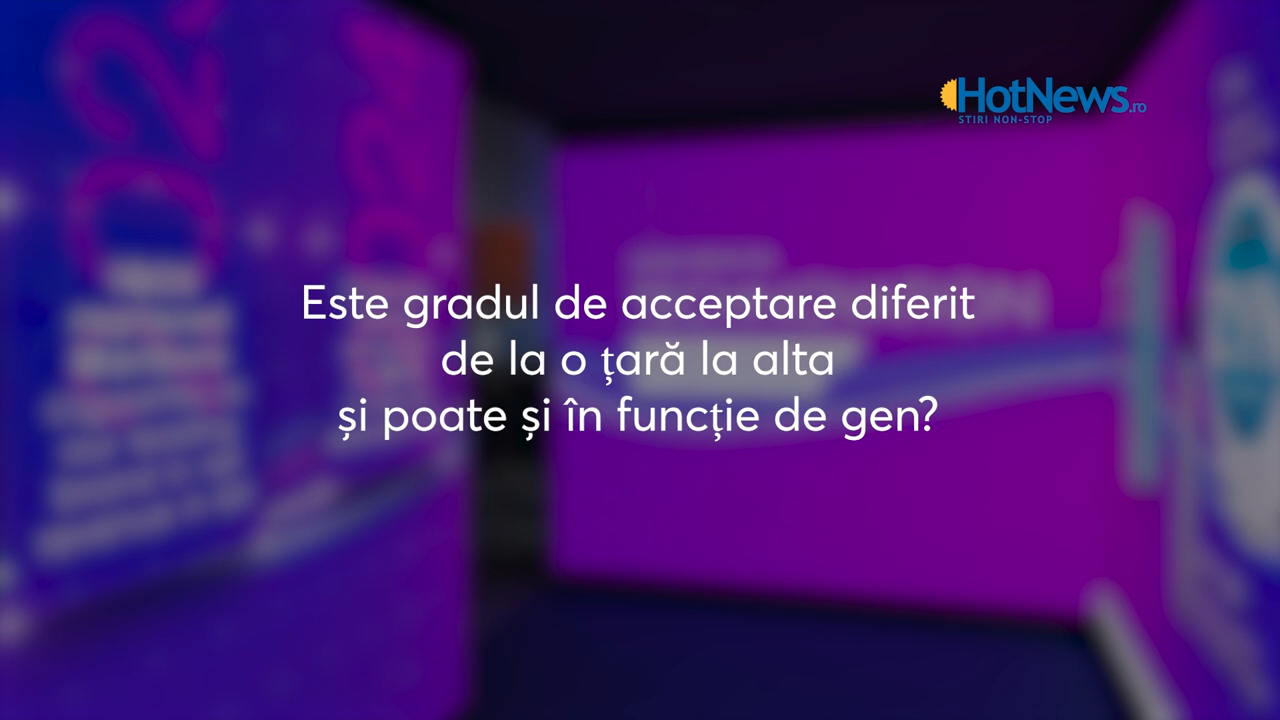 HotNews.ro
STIRI NON-STOP
Este gradul de acceptare diferit
de la o țară la alta
și poate și în funcție de gen?